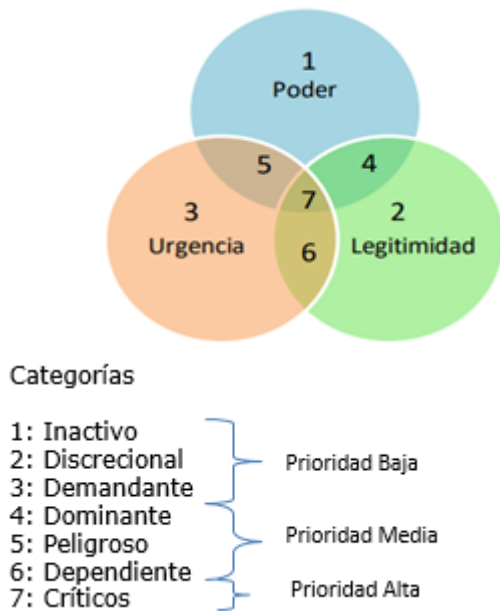 1
Poder
5
4
7
3
2
Urgencia
6
Legitimidad
Categorías
1: Inactivo
2: Discrecional
3: Demandante
4: Dominante
5: Peligroso
6: Dependiente
7: Críticos
Prioridad Baja
Prioridad Media
Prioridad Alta